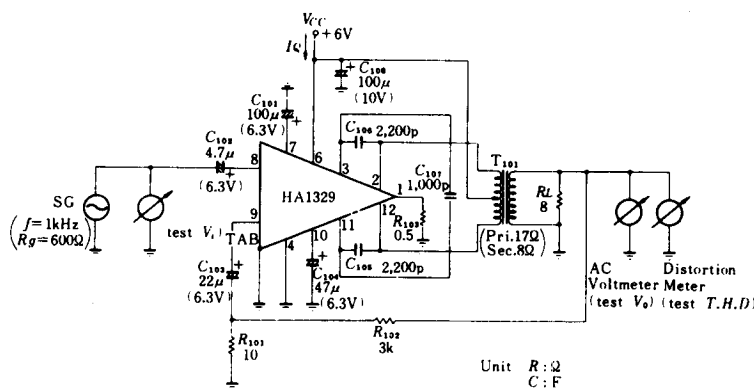 VCC
+6V
IQ
C108
100μ
(10V)
C101
100μ
(6.3V)
C102
4.7μ
(6.3V)
C106 2,200p
C107
1,000p
T101
7
6
3
2
1
8
9
HA1329
12
11
10
4
TAB
SG
(f=1kHz
Rg=600Ω)
test Vi
R103
0.5
RL
8
(Pri.17Ω
Sec.8Ω)
C103
22μ
(6.3V)
C104
47μ
(6.3V)
C105 2,200p
AC
Voltmeter
(test Vo)
Distortion
Meter
(test T.H.D)
R101
10
R102
3k
Unit R:Ω
C:F